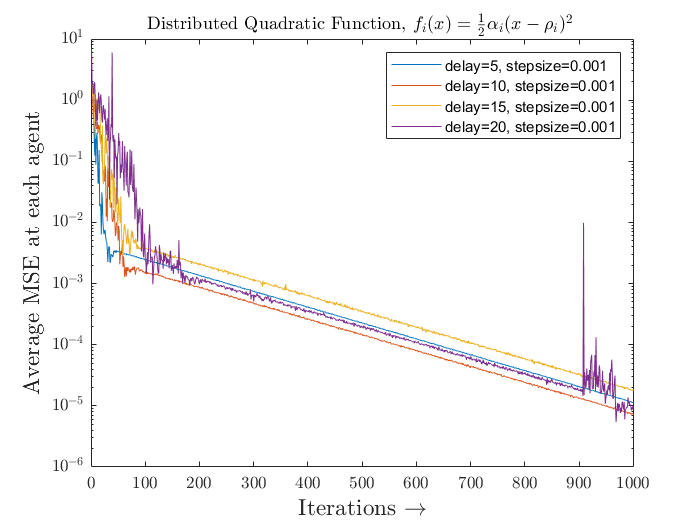 Distributed Quadratic Function, $f_i(x) = \frac{1}{2}\alpha_i(x - \rho_i)^2$
delay=5, stepsize=0.001
delay=10, stepsize=0.001
delay=15, stepsize=0.001
delay=20, stepsize=0.001
Average MSE at each agent
10^1
10^0
10^{-1}
10^{-2}
10^{-3}
10^{-4}
10^{-5}
10^{-6}
0 100 200 300 400 500 600 700 800 900 1000
Iterations →